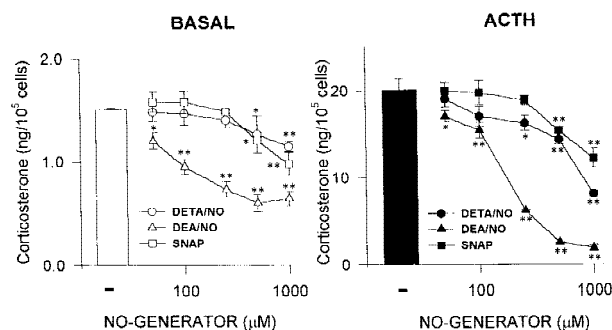 BASAL
Corticosterone (ng/10⁵ cells)
2.0
1.0
0.0
*
**
**
**
**
*
*
**
**
DETA/NO
DEA/NO
SNAP
-
100
1000
NO-GENERATOR (µM)
ACTH
Corticosterone (ng/10⁵ cells)
20
10
0
*
**
*
**
**
**
**
**
**
**
DETA/NO
DEA/NO
SNAP
-
100
1000
NO-GENERATOR (µM)